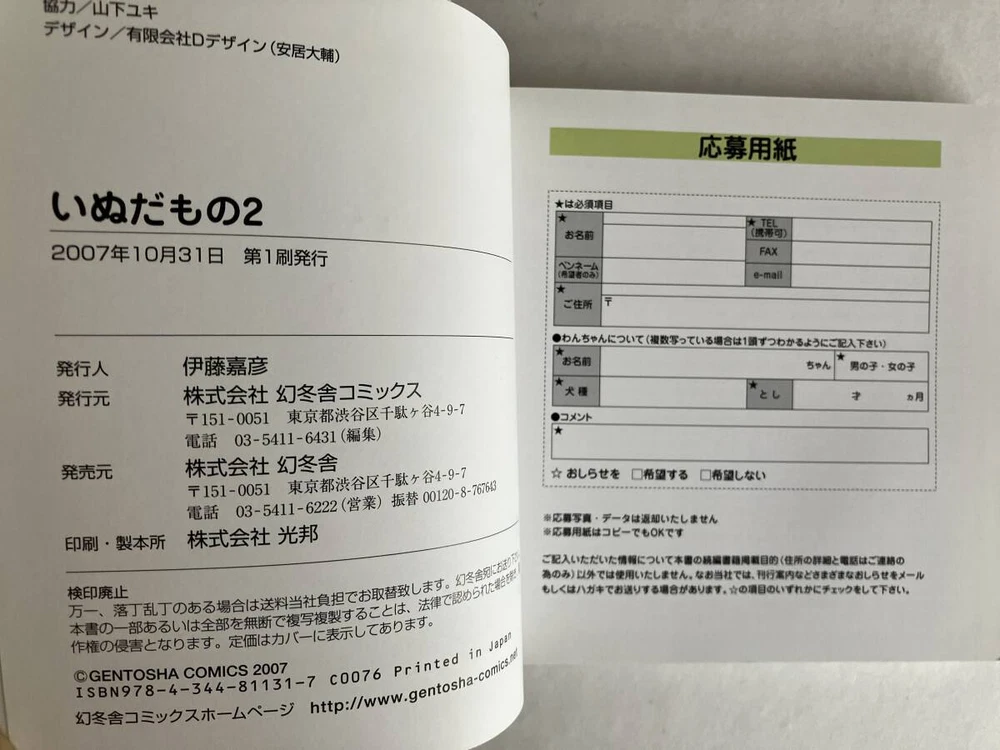 協力／山下ユキ
デザイン／有限会社Dデザイン（安居大輔）
いぬだもの2
2007年10月31日 第1刷発行
発行人 伊藤嘉彦
発行元 株式会社 幻冬舎コミックス
〒151-0051 東京都渋谷区千駄ヶ谷4-9-7
電話 03-5411-6431（編集）
発売元 株式会社 幻冬舎
〒151-0051 東京都渋谷区千駄ヶ谷4-9-7
電話 03-5411-6222（営業） 振替 00120-8-767643
印刷・製本所 株式会社 光邦
検印廃止
万一、落丁乱丁のある場合は送料当社負担でお取替致します。幻冬舎宛にお送り下さい。
本書の一部あるいは全部を無断で複写複製することは、法律で認められた場合を除き、
作権の侵害となります。定価はカバーに表示してあります。
©GENTOSHA COMICS 2007
ISBN978-4-344-81131-7 C0076 Printed in Japan
幻冬舎コミックスホームページ http://www.gentosha-comics.net
応募用紙
★は必須項目
★お名前
★TEL（携帯可）
FAX
ペンネーム（希望者のみ）
e-mail
★ご住所 〒
●わんちゃんについて（複数写っている場合は1頭ずつわかるようにご記入下さい）
★お名前 ちゃん ★男の子・女の子
★犬種 ★とし 才 ヵ月
●コメント
★
☆おしらせを □希望する □希望しない
※応募写真・データは返却いたしません
※応募用紙はコピーでもOKです
ご記入いただいた情報について本書の続編書籍掲載目的（住所の詳細と電話はご連絡の
為のみ）以外では使用いたしません。なお当社では、刊行案内などさまざまなおしらせをメール
もしくはハガキでお送りする場合があります。☆の項目のいずれかにチェックをして下さい。